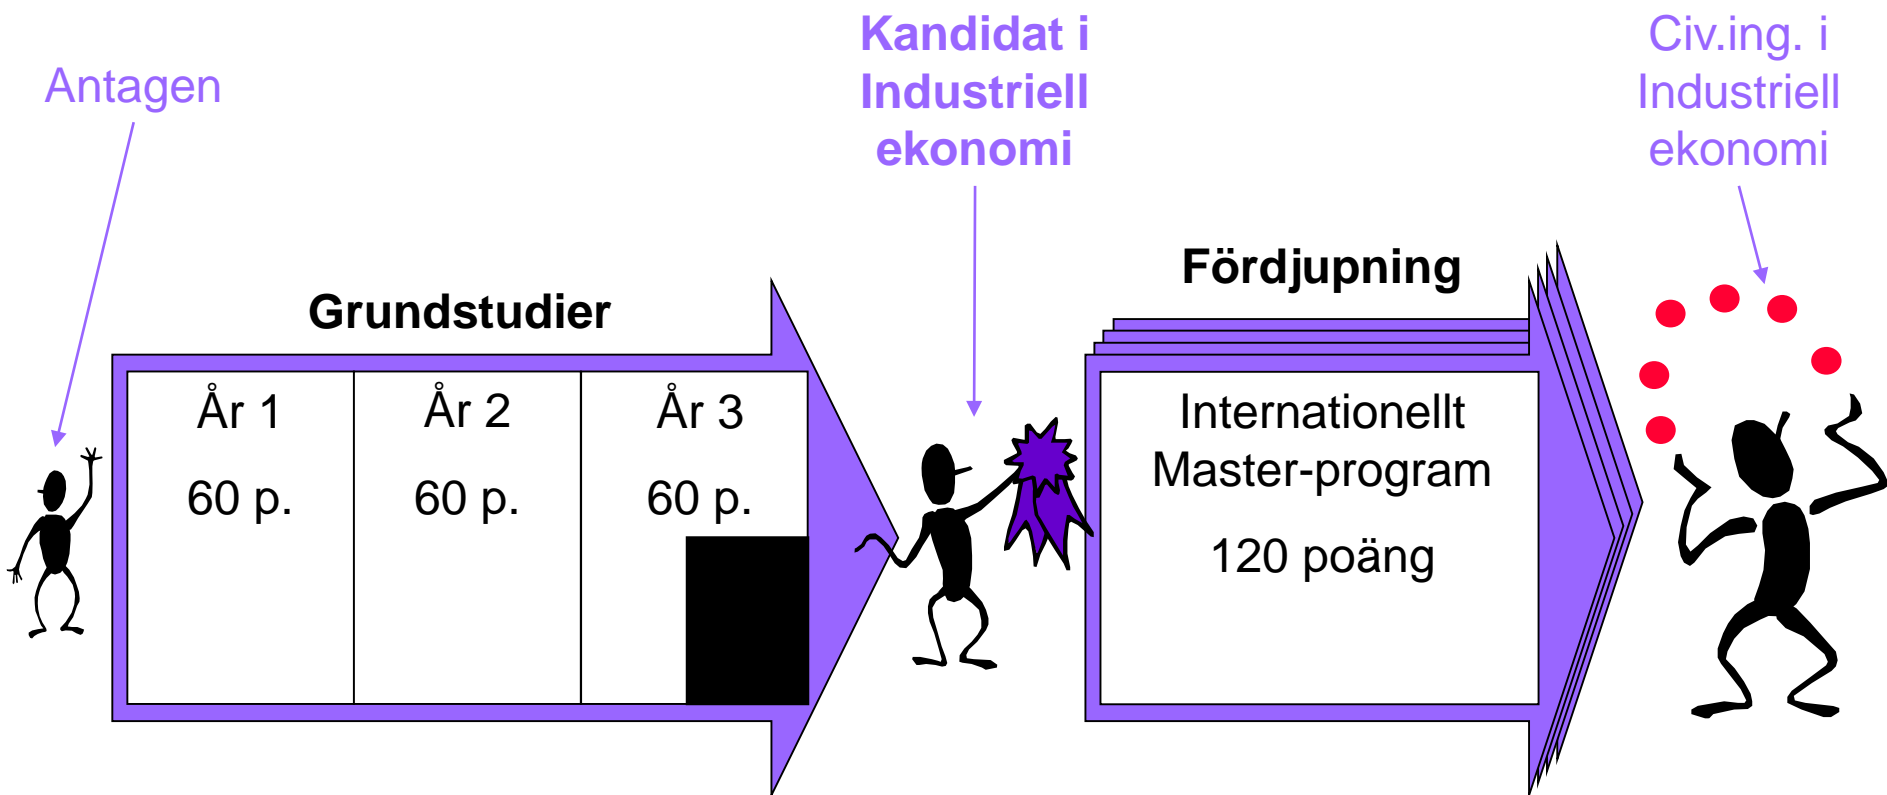 Antagen
Kandidat i
Industriell
ekonomi
Civ.ing. i
Industriell
ekonomi
Grundstudier
År 1
60 p.
År 2
60 p.
År 3
60 p.
Fördjupning
Internationellt
Master-program
120 poäng